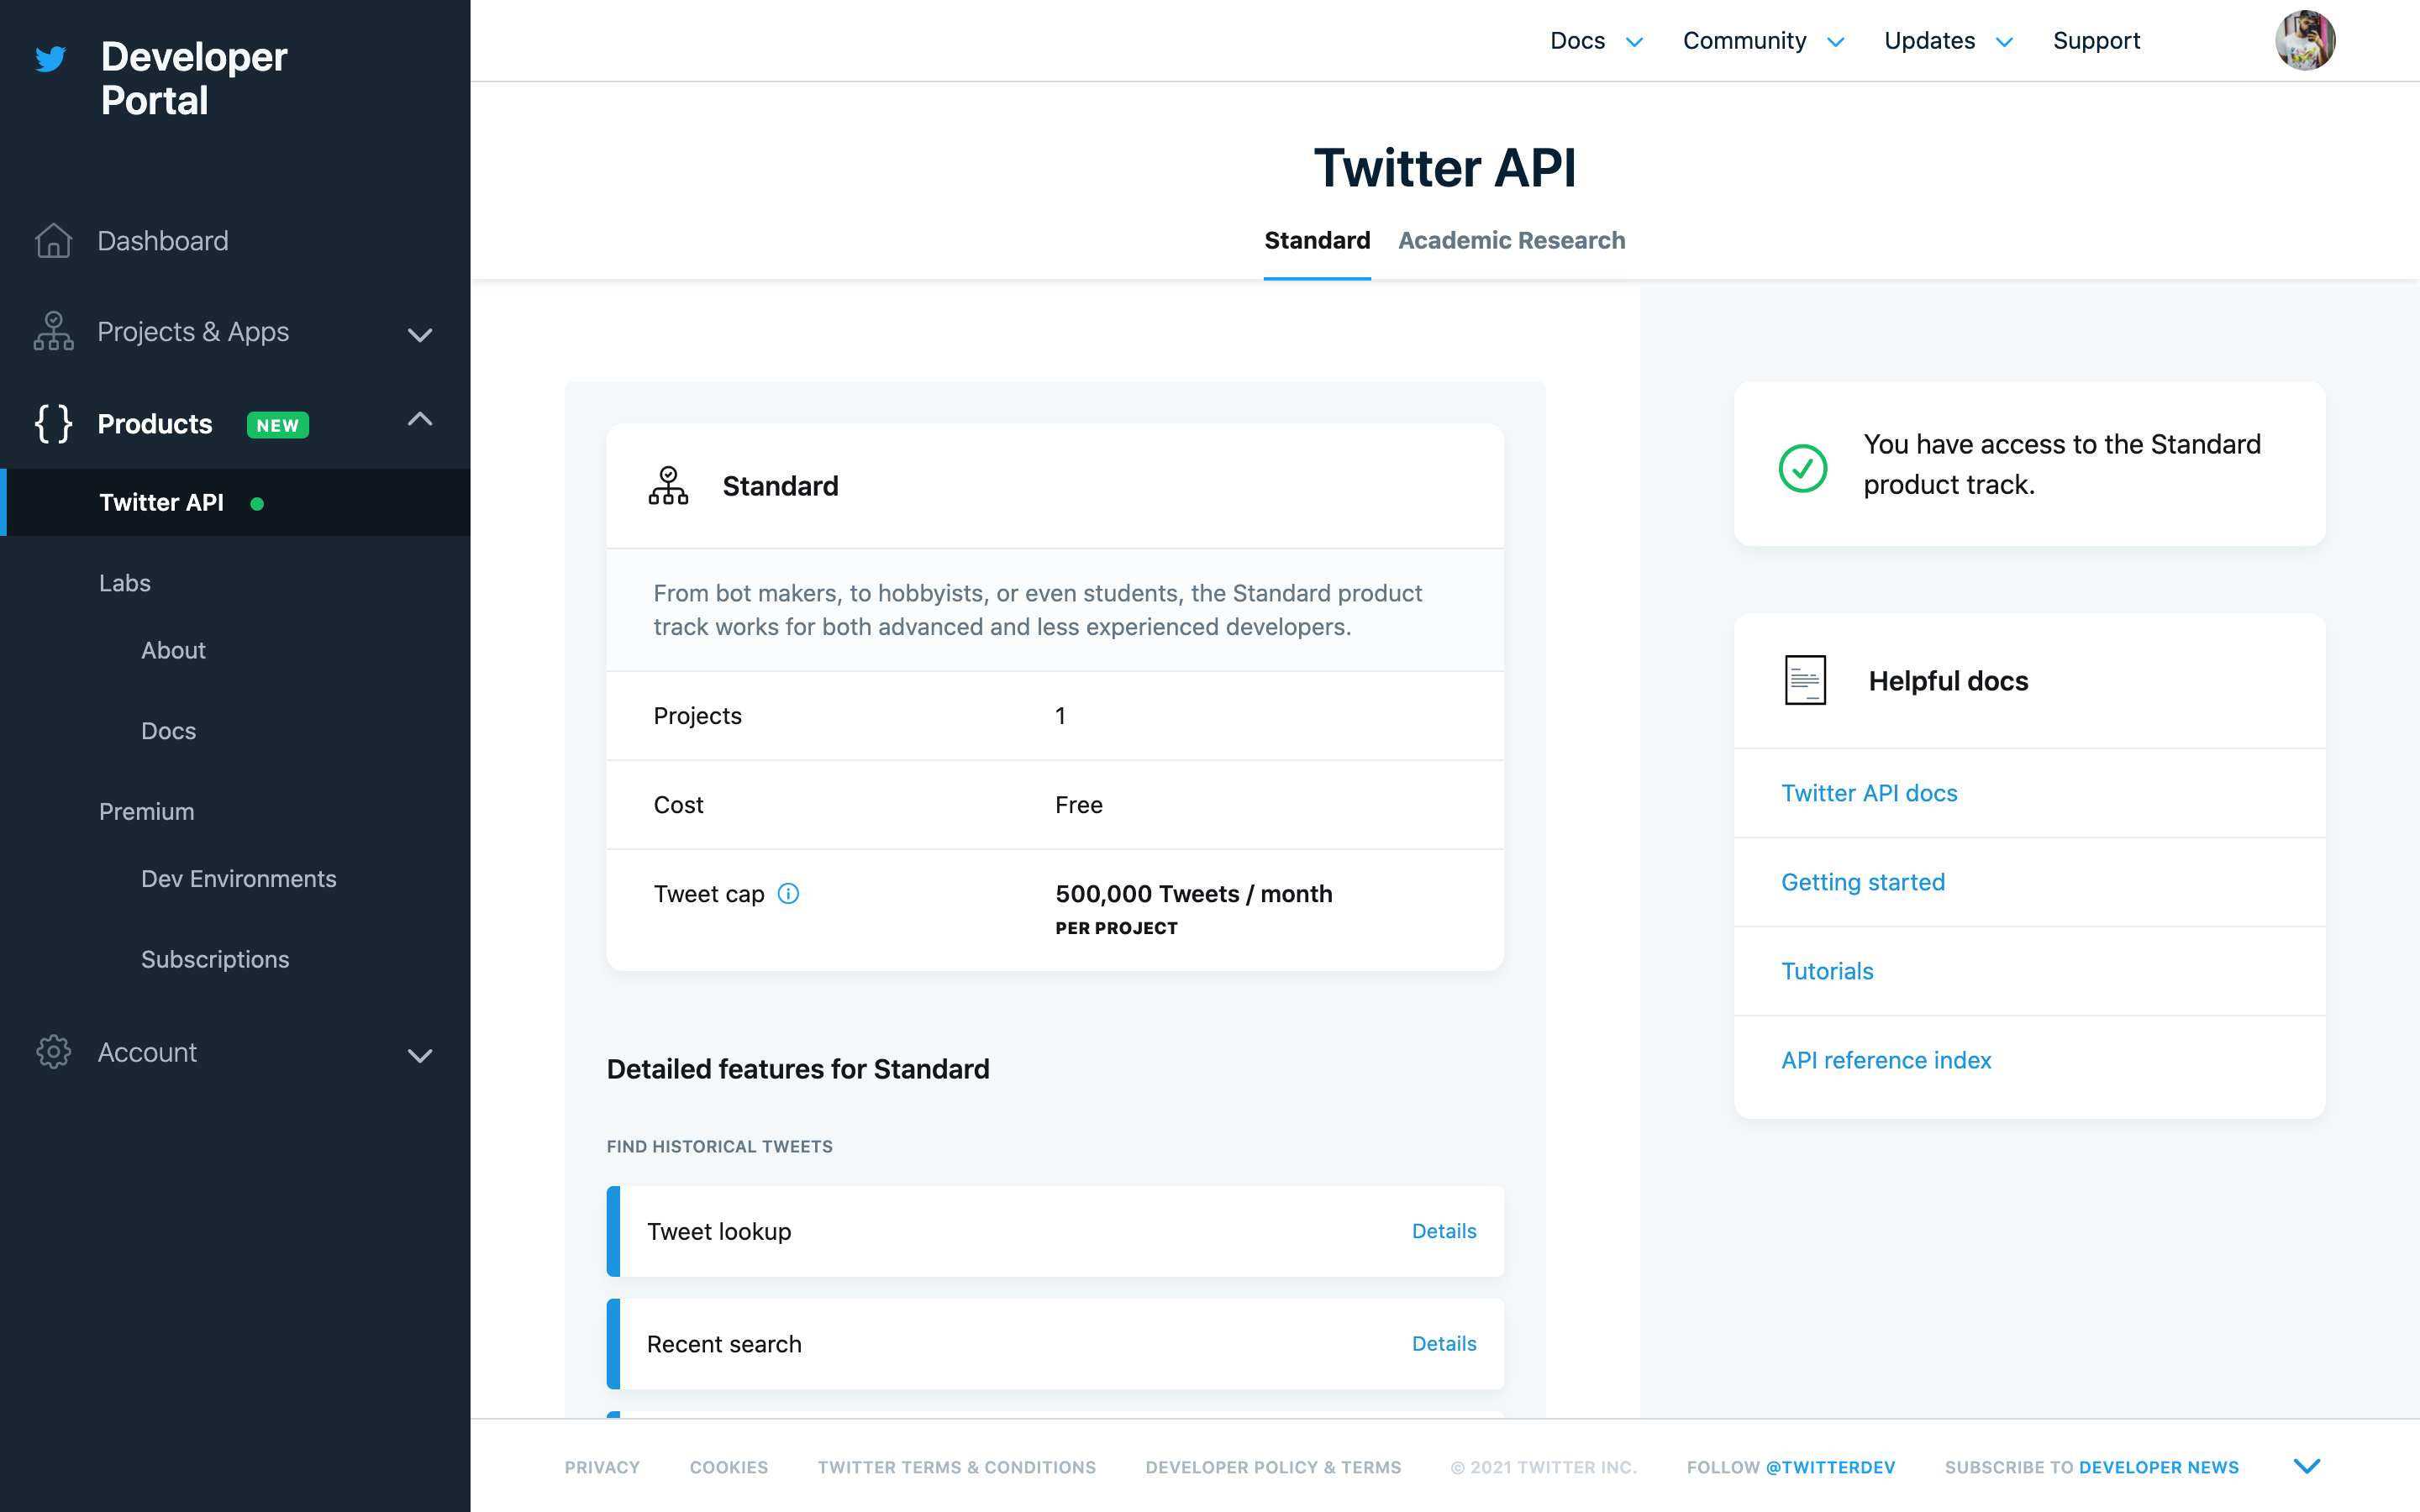 Developer
Portal
Dashboard
Projects & Apps
Products NEW
Twitter API
Labs
About
Docs
Premium
Dev Environments
Subscriptions
Account
Docs Community Updates Support
Twitter API
Standard Academic Research
Standard
From bot makers, to hobbyists, or even students, the Standard product
track works for both advanced and less experienced developers.
Projects 1
Cost Free
Tweet cap 500,000 Tweets / month
PER PROJECT
Detailed features for Standard
FIND HISTORICAL TWEETS
Tweet lookup Details
Recent search Details
You have access to the Standard
product track.
Helpful docs
Twitter API docs
Getting started
Tutorials
API reference index
PRIVACY COOKIES TWITTER TERMS & CONDITIONS DEVELOPER POLICY & TERMS © 2021 TWITTER INC. FOLLOW @TWITTERDEV SUBSCRIBE TO DEVELOPER NEWS